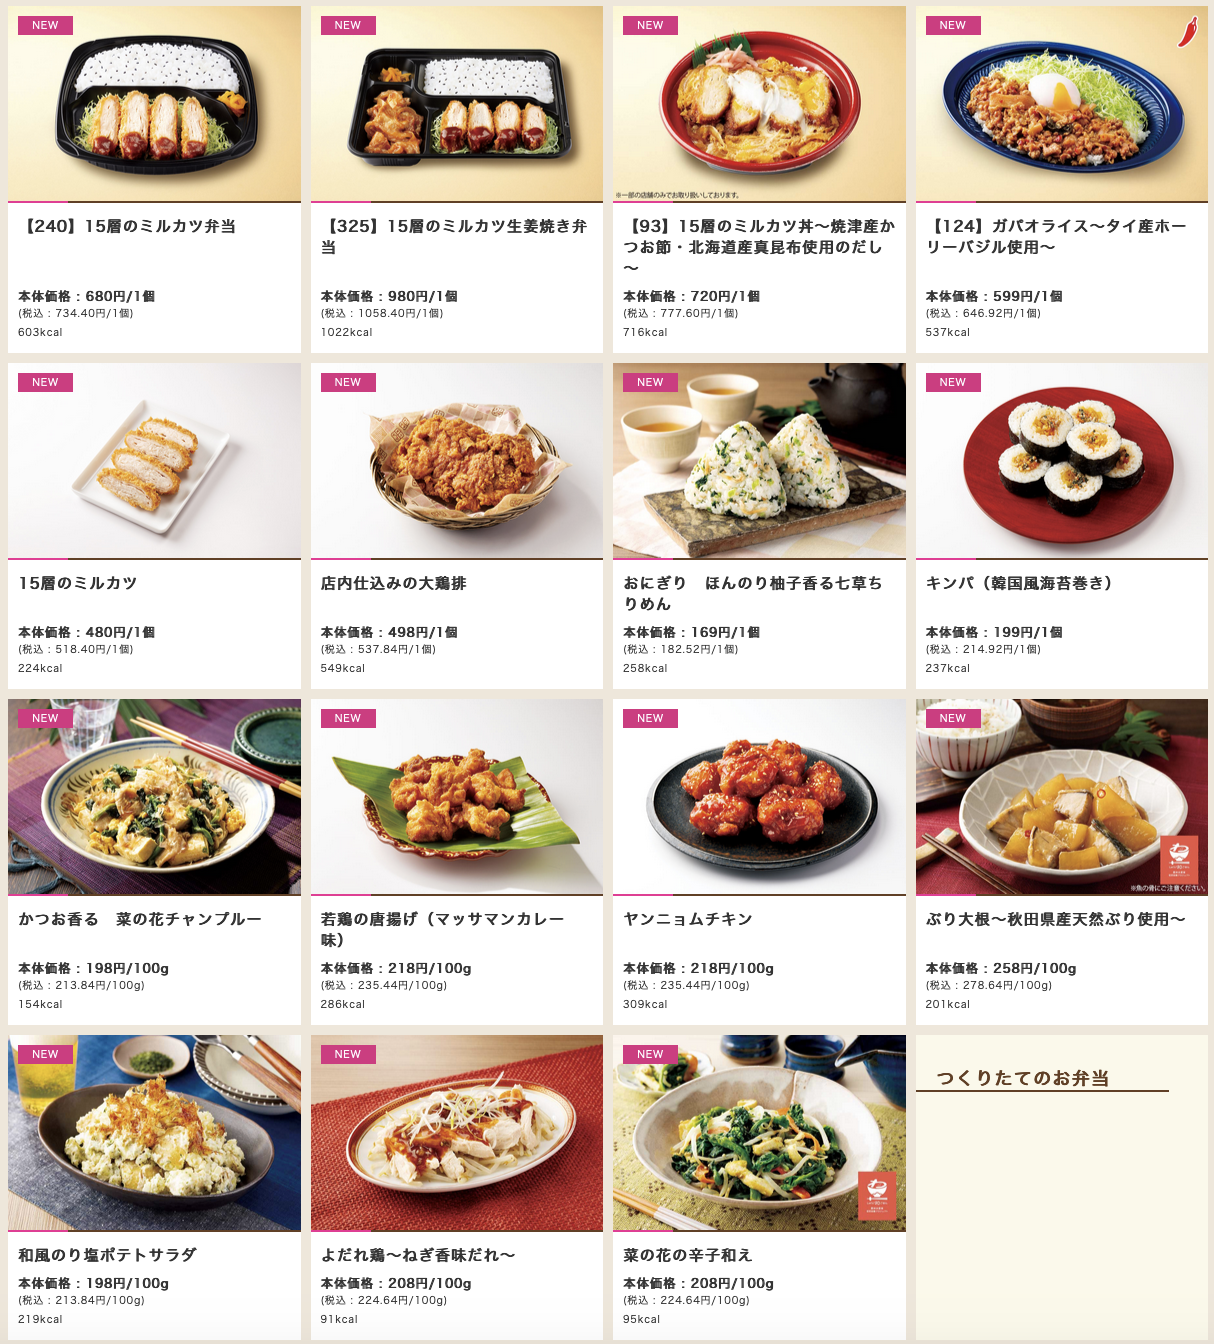 NEW
【240】15層のミルカツ弁当
本体価格：680円/1個
(税込：734.40円/1個)
603kcal
NEW
【325】15層のミルカツ生姜焼き弁
当
本体価格：980円/1個
(税込：1058.40円/1個)
1022kcal
NEW
※一部の店舗のみでお取り扱いしております。
【93】15層のミルカツ丼〜焼津産か
つお節・北海道産真昆布使用のだし
〜
本体価格：720円/1個
(税込：777.60円/1個)
716kcal
NEW
【124】ガパオライス〜タイ産ホー
リーバジル使用〜
本体価格：599円/1個
(税込：646.92円/1個)
537kcal
NEW
15層のミルカツ
本体価格：480円/1個
(税込：518.40円/1個)
224kcal
NEW
店内仕込みの大鶏排
本体価格：498円/1個
(税込：537.84円/1個)
549kcal
NEW
おにぎり　ほんのり柚子香る七草ち
りめん
本体価格：169円/1個
(税込：182.52円/1個)
258kcal
NEW
キンパ（韓国風海苔巻き）
本体価格：199円/1個
(税込：214.92円/1個)
237kcal
NEW
かつお香る　菜の花チャンプルー
本体価格：198円/100g
(税込：213.84円/100g)
154kcal
NEW
若鶏の唐揚げ（マッサマンカレー
味）
本体価格：218円/100g
(税込：235.44円/100g)
286kcal
NEW
ヤンニョムチキン
本体価格：218円/100g
(税込：235.44円/100g)
309kcal
NEW
※魚の骨にご注意ください。
ぶり大根〜秋田県産天然ぶり使用〜
本体価格：258円/100g
(税込：278.64円/100g)
201kcal
NEW
和風のり塩ポテトサラダ
本体価格：198円/100g
(税込：213.84円/100g)
219kcal
NEW
よだれ鶏〜ねぎ香味だれ〜
本体価格：208円/100g
(税込：224.64円/100g)
91kcal
NEW
菜の花の辛子和え
本体価格：208円/100g
(税込：224.64円/100g)
95kcal
つくりたてのお弁当